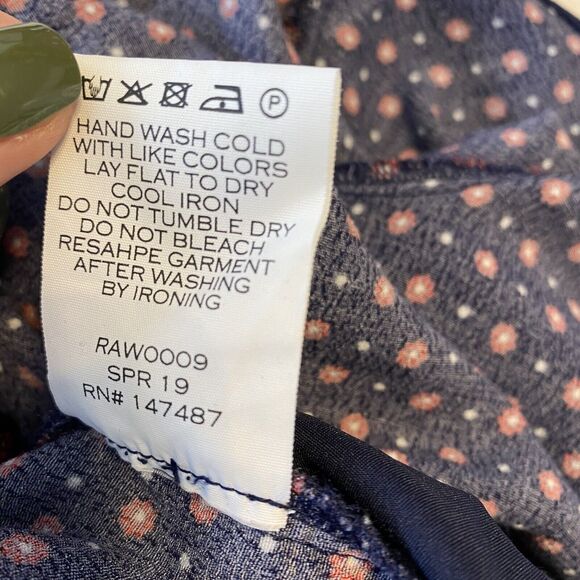 P
HAND WASH COLD
WITH LIKE COLORS
LAY FLAT TO DRY
COOL IRON
DO NOT TUMBLE DRY
DO NOT BLEACH
RESAHPE GARMENT
AFTER WASHING
BY IRONING
RAW0009
SPR 19
RN# 147487